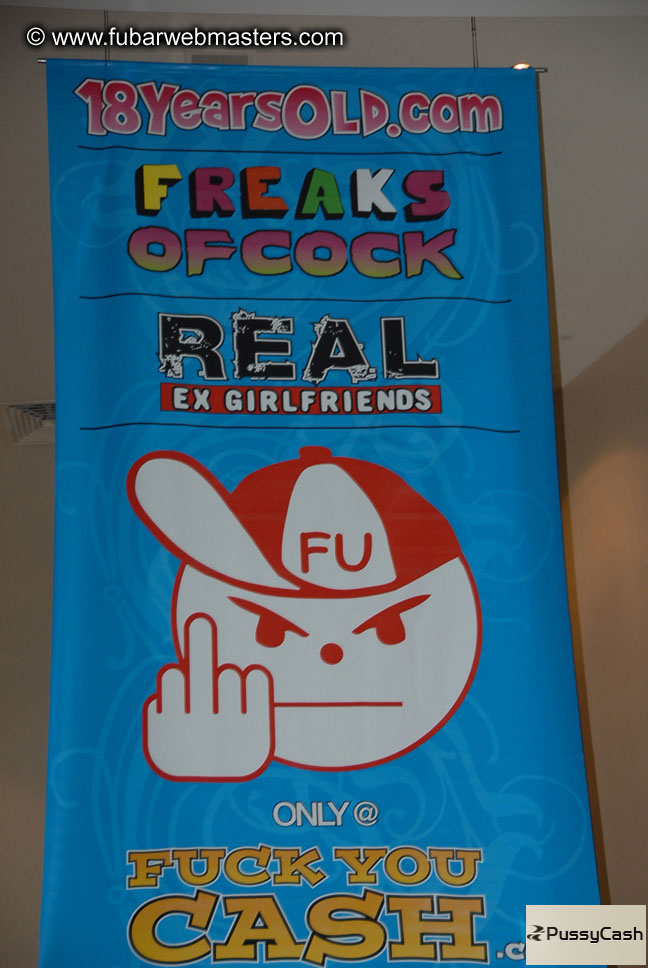 © www.fubarwebmasters.com
18YearsOld.com
FREAKS
OFCOCK
REAL
EX GIRLFRIENDS
FU
ONLY @
FUCK YOU
CASH.c
PussyCash